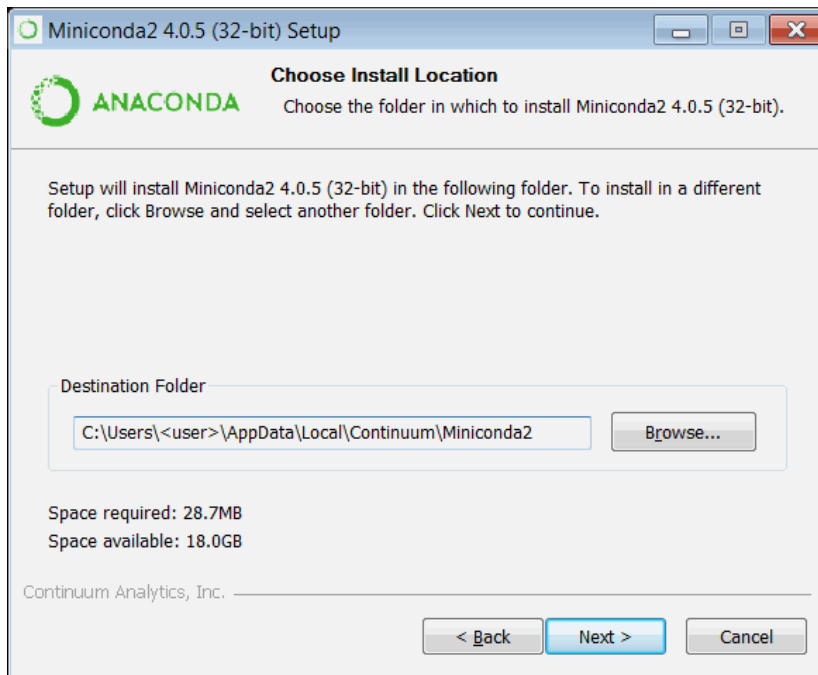 Miniconda2 4.0.5 (32-bit) Setup
ANACONDA
Choose Install Location
Choose the folder in which to install Miniconda2 4.0.5 (32-bit).
Setup will install Miniconda2 4.0.5 (32-bit) in the following folder. To install in a different
folder, click Browse and select another folder. Click Next to continue.
Destination Folder
C:\Users\<user>\AppData\Local\Continuum\Miniconda2
Browse...
Space required: 28.7MB
Space available: 18.0GB
Continuum Analytics, Inc.
< Back
Next >
Cancel